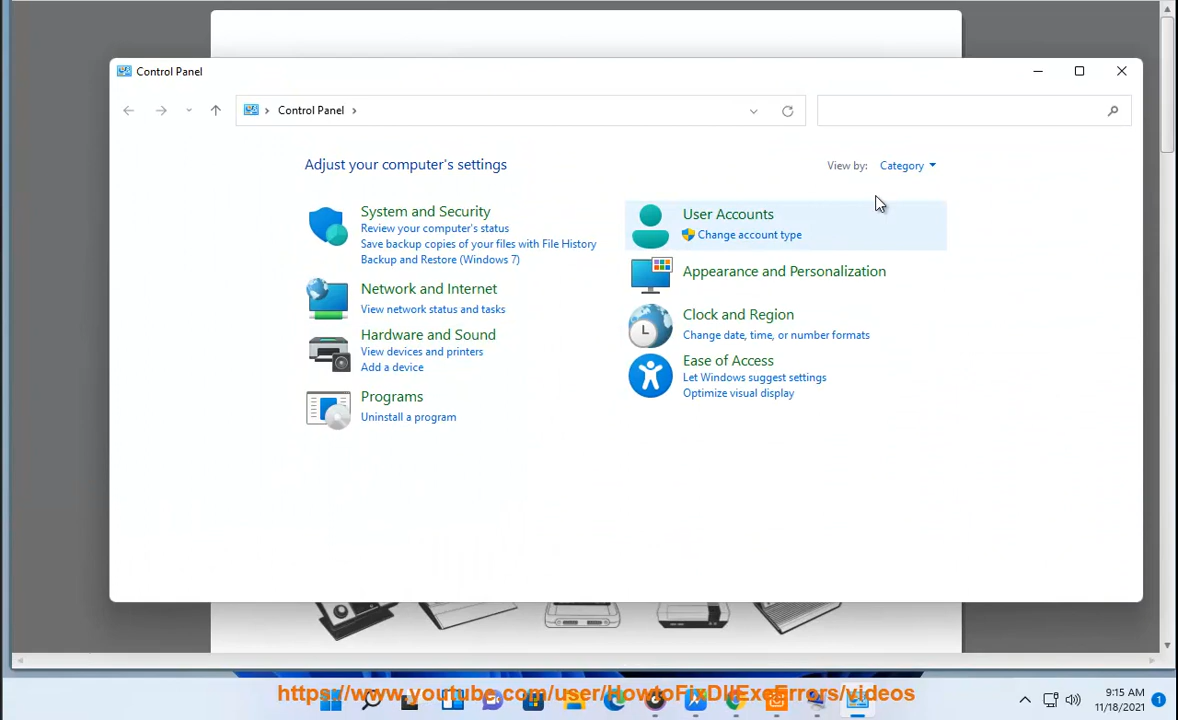 Control Panel
Control Panel
Adjust your computer's settings
View by: Category
System and Security
Review your computer's status
Save backup copies of your files with File History
Backup and Restore (Windows 7)
Network and Internet
View network status and tasks
Hardware and Sound
View devices and printers
Add a device
Programs
Uninstall a program
User Accounts
Change account type
Appearance and Personalization
Clock and Region
Change date, time, or number formats
Ease of Access
Let Windows suggest settings
Optimize visual display
https://www.youtube.com/user/HowtoFixDllExeErrors/videos
9:15 AM
11/18/2021
1